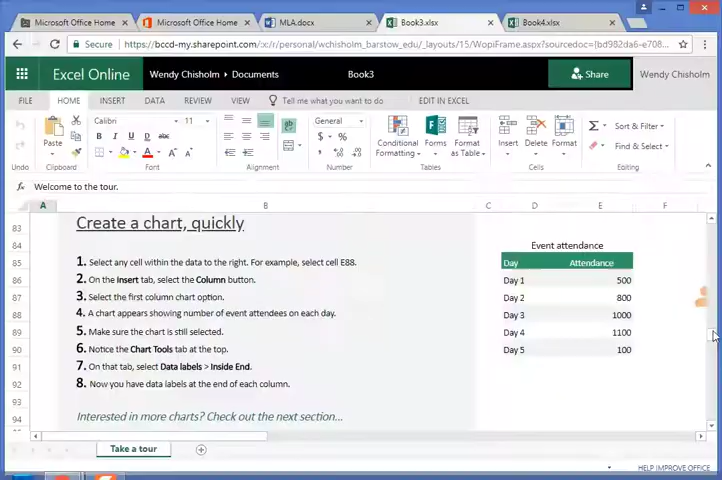 Microsoft Office Home
Microsoft Office Home
MLA.docx
Book3.xlsx
Book4.xlsx
Secure
https://bccd-my.sharepoint.com/:x:/r/personal/wchisholm_barstow_edu/_layouts/15/WopiFrame.aspx?sourcedoc={bd982da6-e708...
Excel Online
Wendy Chisholm
Documents
Book3
Share
Wendy Chisholm
FILE
HOME
INSERT
DATA
REVIEW
VIEW
Tell me what you want to do
EDIT IN EXCEL
Calibri
11
General
Paste
B I U D abc
$ %
Conditional Formatting
Forms
Format as Table
Insert
Delete
Format
Sort & Filter
Find & Select
Undo
Clipboard
Font
Alignment
Number
Tables
Cells
Editing
fx Welcome to the tour.
A B C D E F
83 Create a chart, quickly
84 Event attendance
85 1. Select any cell within the data to the right. For example, select cell E88. Day Attendance
86 2. On the Insert tab, select the Column button. Day 1 500
87 3. Select the first column chart option. Day 2 800
88 4. A chart appears showing number of event attendees on each day. Day 3 1000
89 5. Make sure the chart is still selected. Day 4 1100
90 6. Notice the Chart Tools tab at the top. Day 5 100
91 7. On that tab, select Data labels > Inside End.
92 8. Now you have data labels at the end of each column.
93
94 Interested in more charts? Check out the next section...
Take a tour
HELP IMPROVE OFFICE